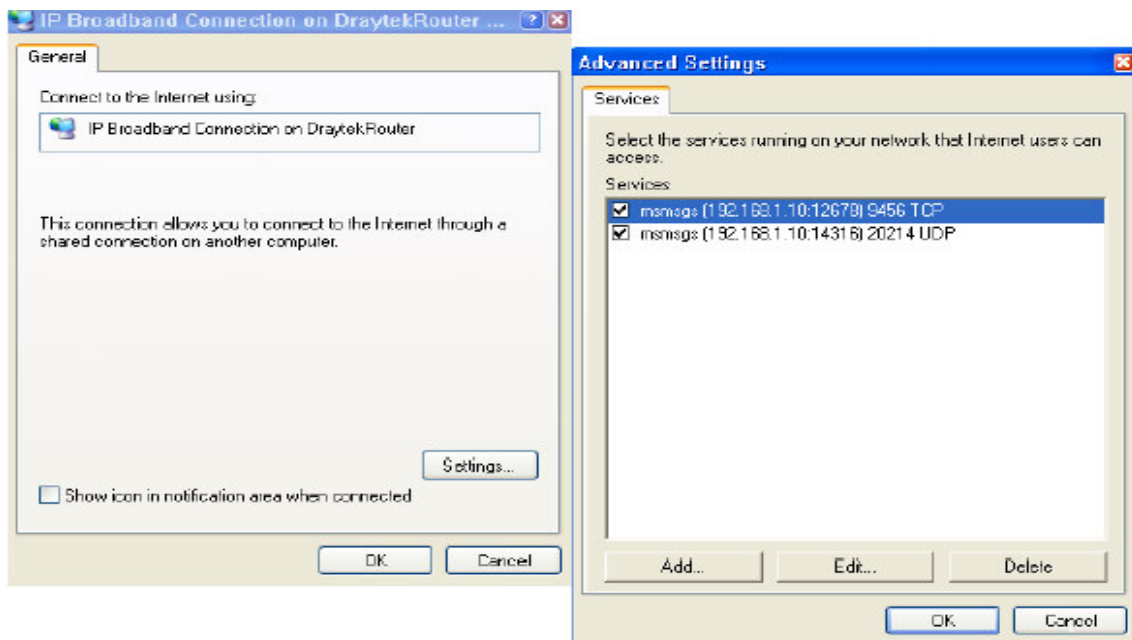 IP Broadband Connection on DraytekRouter ...
General
Connect to the Internet using:
IP Broadband Connection on DraytekRouter
This connection allows you to connect to the Internet through a
shared connection on another computer.
Settings...
Show icon in notification area when connected
OK
Cancel
Advanced Settings
Services
Select the services running on your network that Internet users can
access.
Services
msmsgs (192.168.1.10:12678) 9456 TCP
msmsgs (192.168.1.10:14316) 20214 UDP
Add...
Edit...
Delete
OK
Cancel